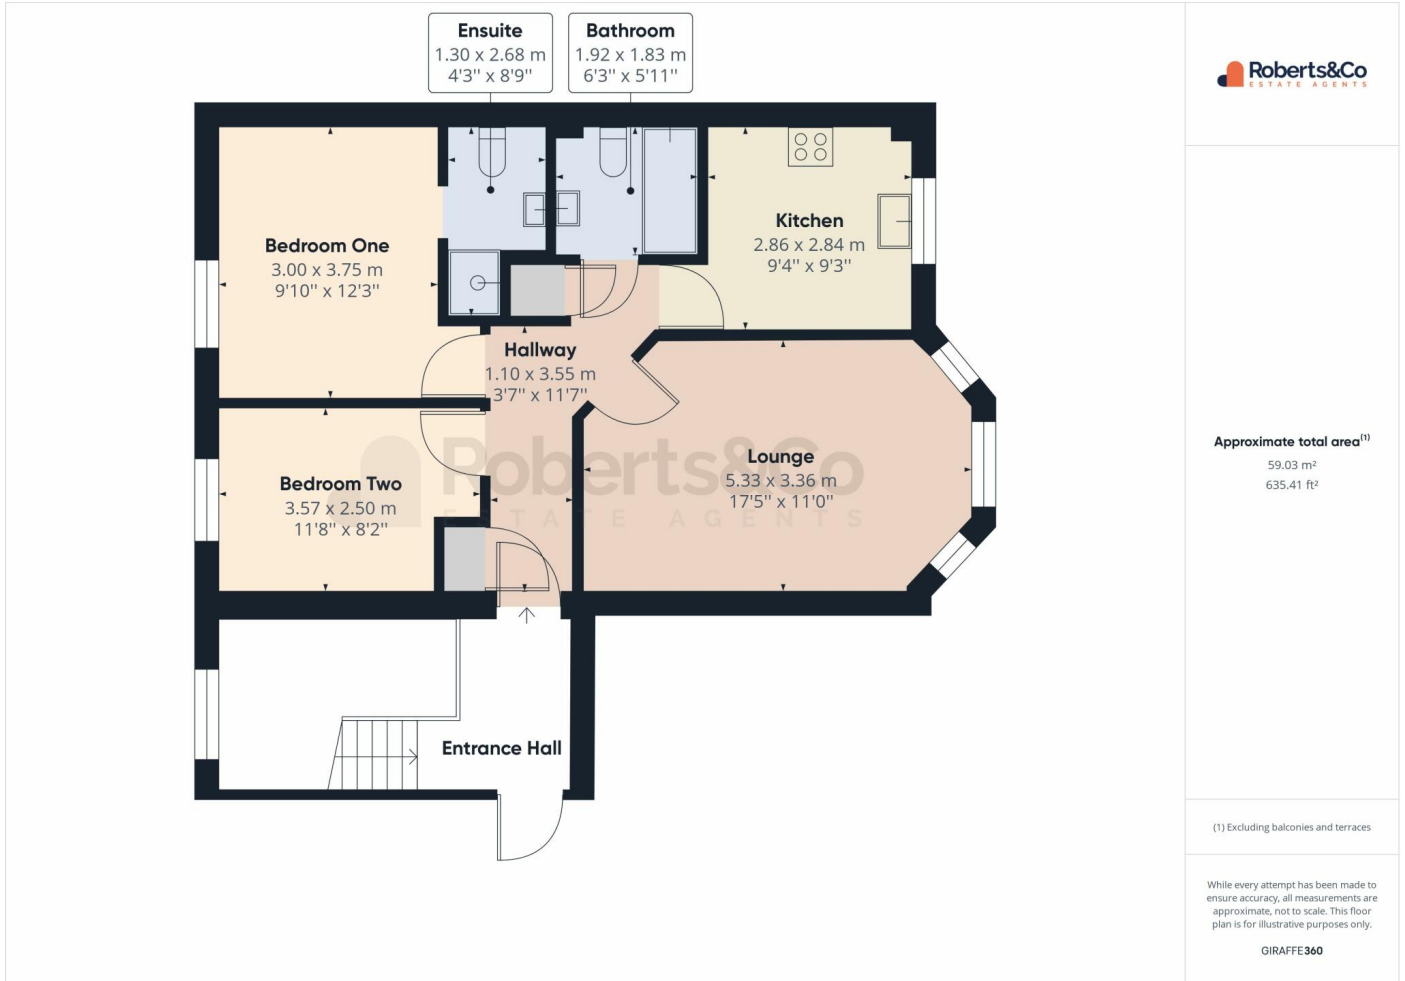 Ensuite
1.30 x 2.68 m
4'3" x 8'9"
Bathroom
1.92 x 1.83 m
6'3" x 5'11"
Bedroom One
3.00 x 3.75 m
9'10" x 12'3"
Kitchen
2.86 x 2.84 m
9'4" x 9'3"
Hallway
1.10 x 3.55 m
3'7" x 11'7"
Bedroom Two
3.57 x 2.50 m
11'8" x 8'2"
Lounge
5.33 x 3.36 m
17'5" x 11'0"
Roberts&Co
ESTATE AGENTS
Entrance Hall
Roberts&Co
ESTATE AGENTS
Approximate total area(1)
59.03 m²
635.41 ft²
(1) Excluding balconies and terraces
While every attempt has been made to
ensure accuracy, all measurements are
approximate, not to scale. This floor
plan is for illustrative purposes only.
GIRAFFE360